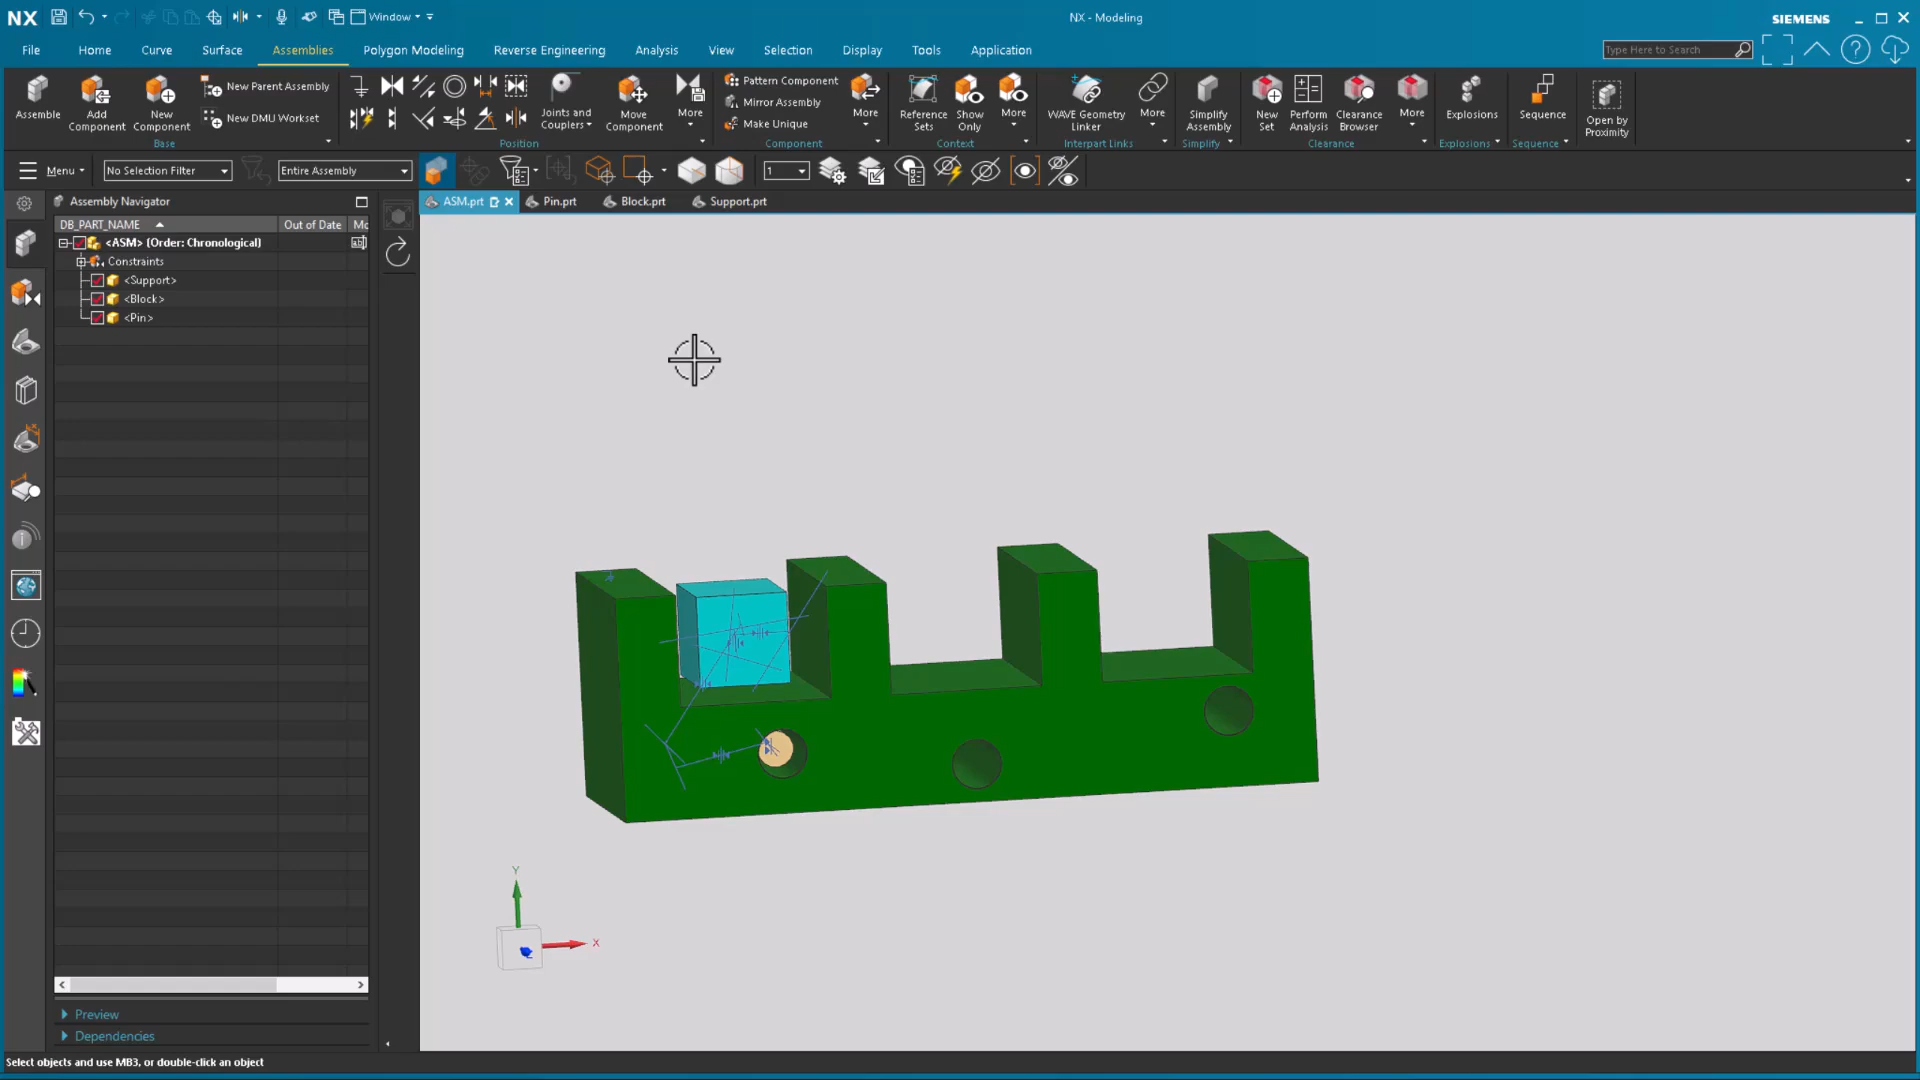 NX
Window
NX - Modeling
SIEMENS
File
Home
Curve
Surface
Assemblies
Polygon Modeling
Reverse Engineering
Analysis
View
Selection
Display
Tools
Application
Type Here to Search
Assemble
Add Component
New Component
New Parent Assembly
New DMU Workset
Base
Joints and Couplers
Move Component
More
Position
Pattern Component
Mirror Assembly
Make Unique
More
Component
Reference Sets
Show Only
More
Context
WAVE Geometry Linker
More
Interpart Links
Simplify Assembly
Simplify
New Set
Perform Analysis
Clearance Browser
More
Clearance
Explosions
Explosions
Sequence
Sequence
Open by Proximity
Menu
No Selection Filter
Entire Assembly
1
Assembly Navigator
ASM.prt
Pin.prt
Block.prt
Support.prt
DB_PART_NAME
Out of Date
Mo
<ASM> (Order: Chronological)
Constraints
<Support>
<Block>
<Pin>
Y
X
Preview
Dependencies
Select objects and use MB3, or double-click an object